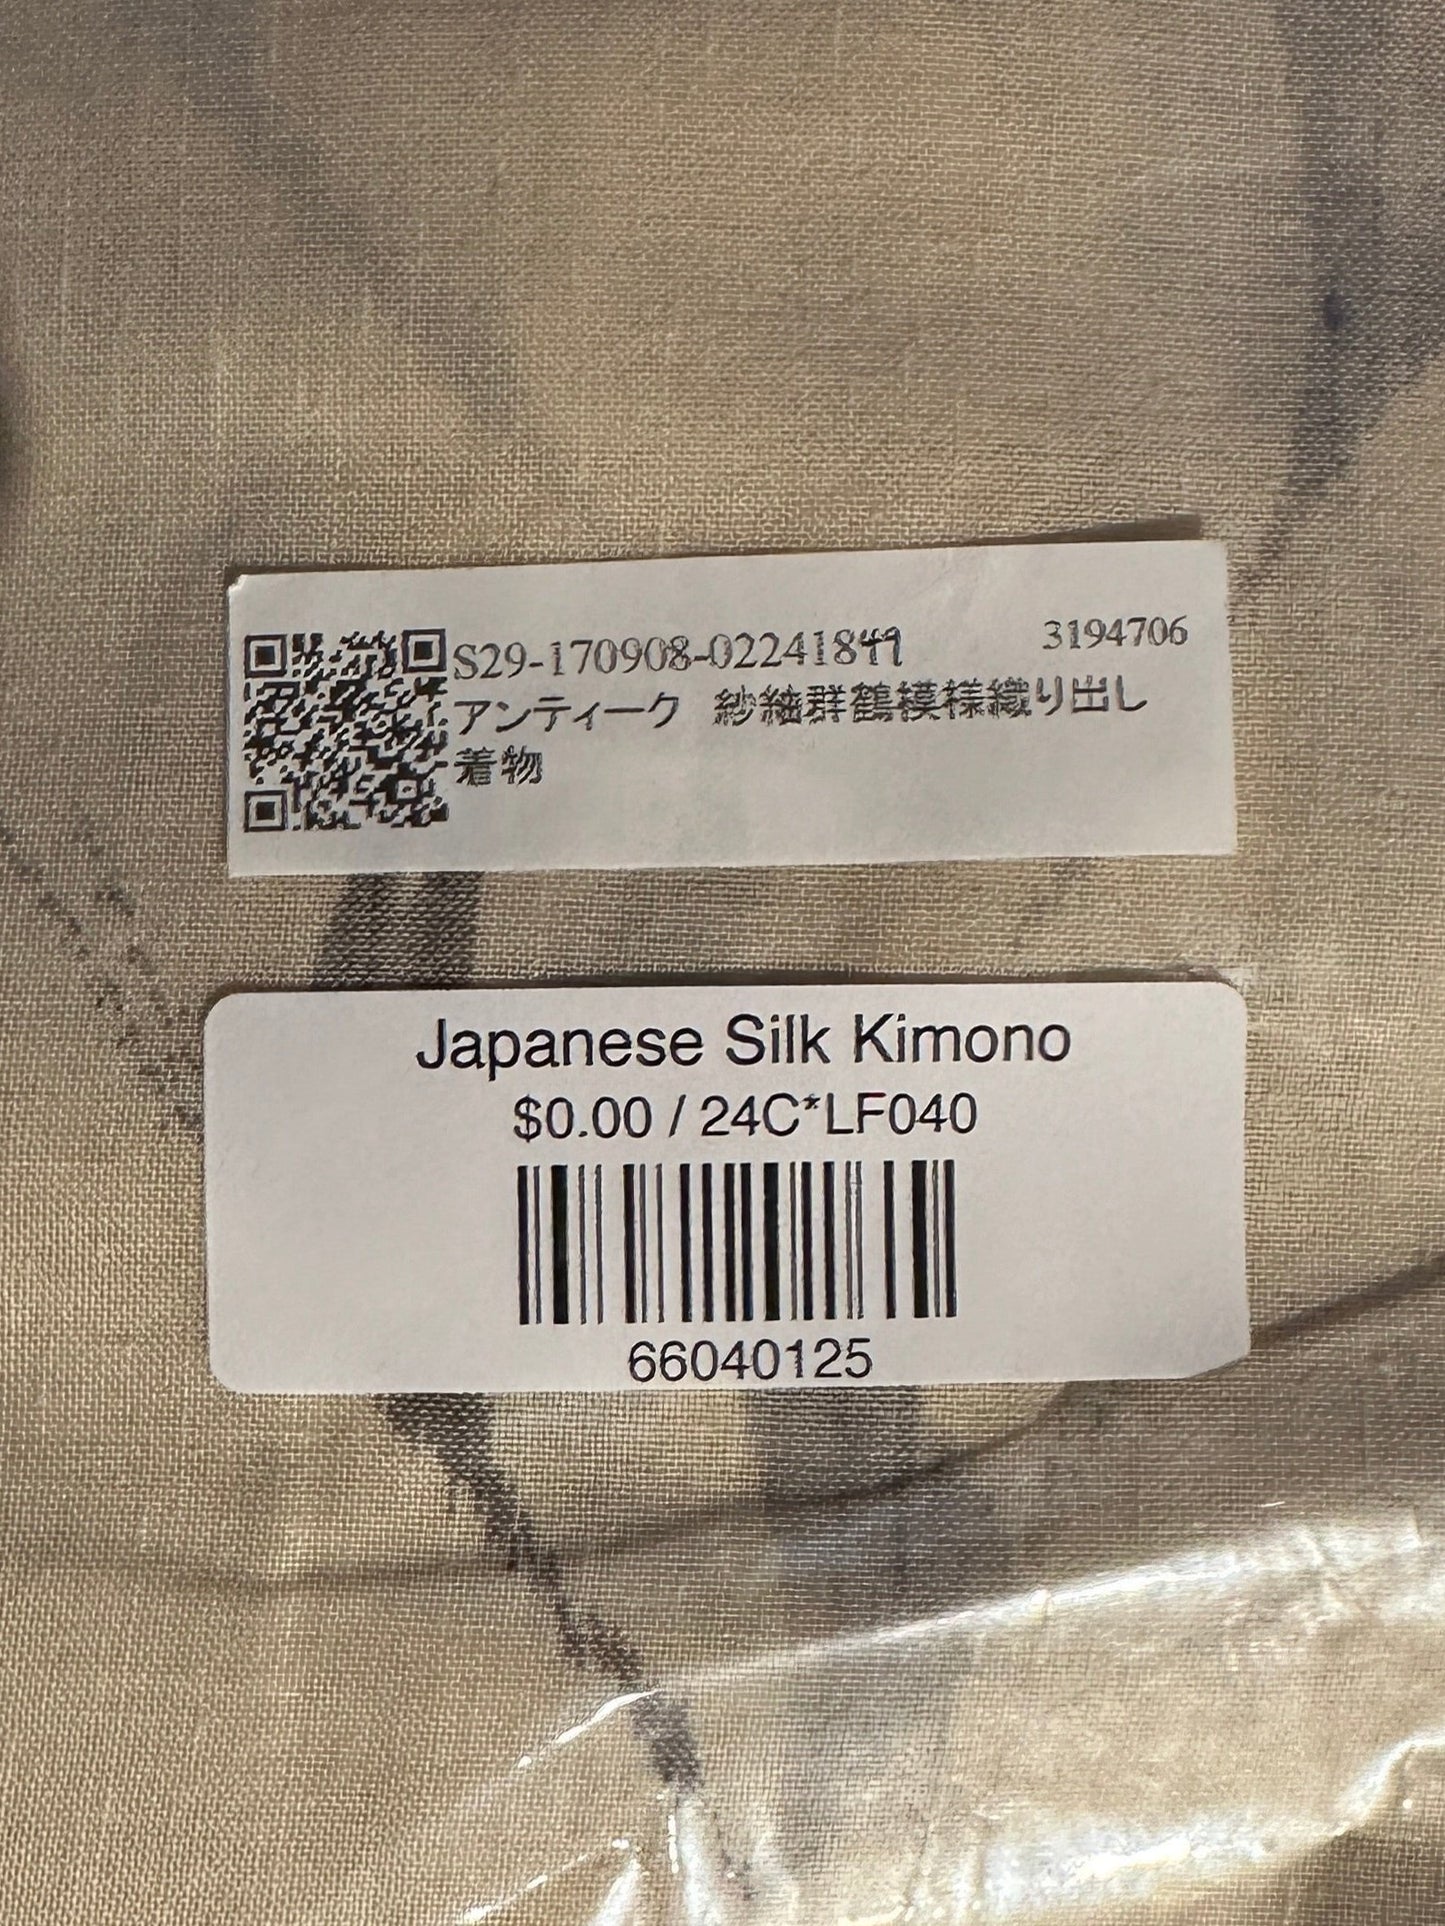 S29-170908-02241849 3194706
アンティーク 紗紬群鶴模様織り出し
着物
Japanese Silk Kimono
$0.00 / 24C*LF040
66040125